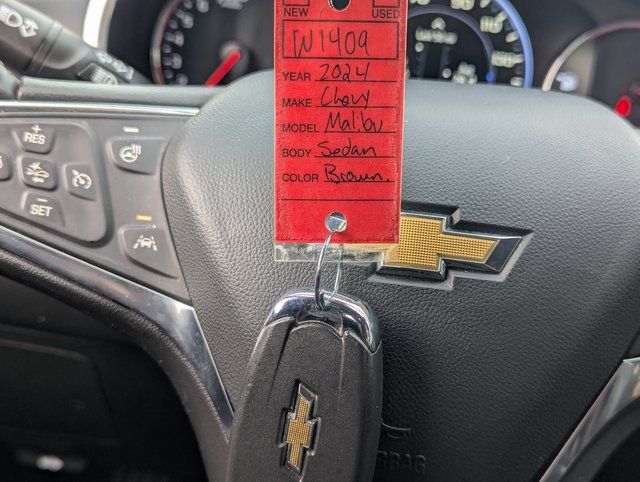 NEW USED
W1409
YEAR 2024
MAKE Chevy
MODEL Malibu
BODY Sedan
COLOR Brown.
+
RES
SET
-